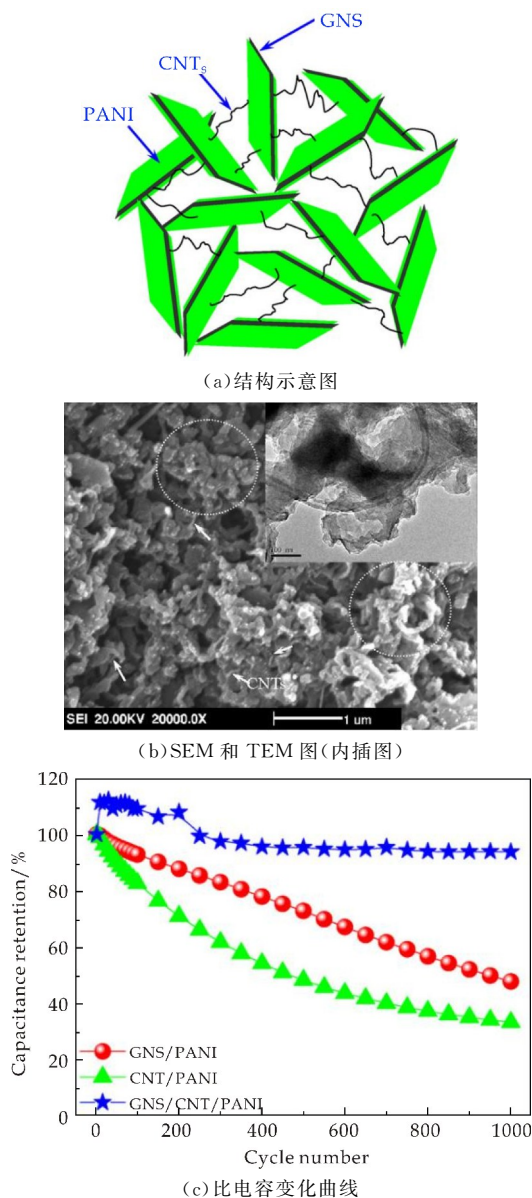 GNS
CNTs
PANI
(a)结构示意图
CNTs
SEI 20.00KV 20000.0X 1 um
(b)SEM 和 TEM 图(内插图)
120
100
80
60
40
20
0
Capacitance retention/%
GNS/PANI
CNT/PANI
GNS/CNT/PANI
0 200 400 600 800 1000
Cycle number
(c)比电容变化曲线